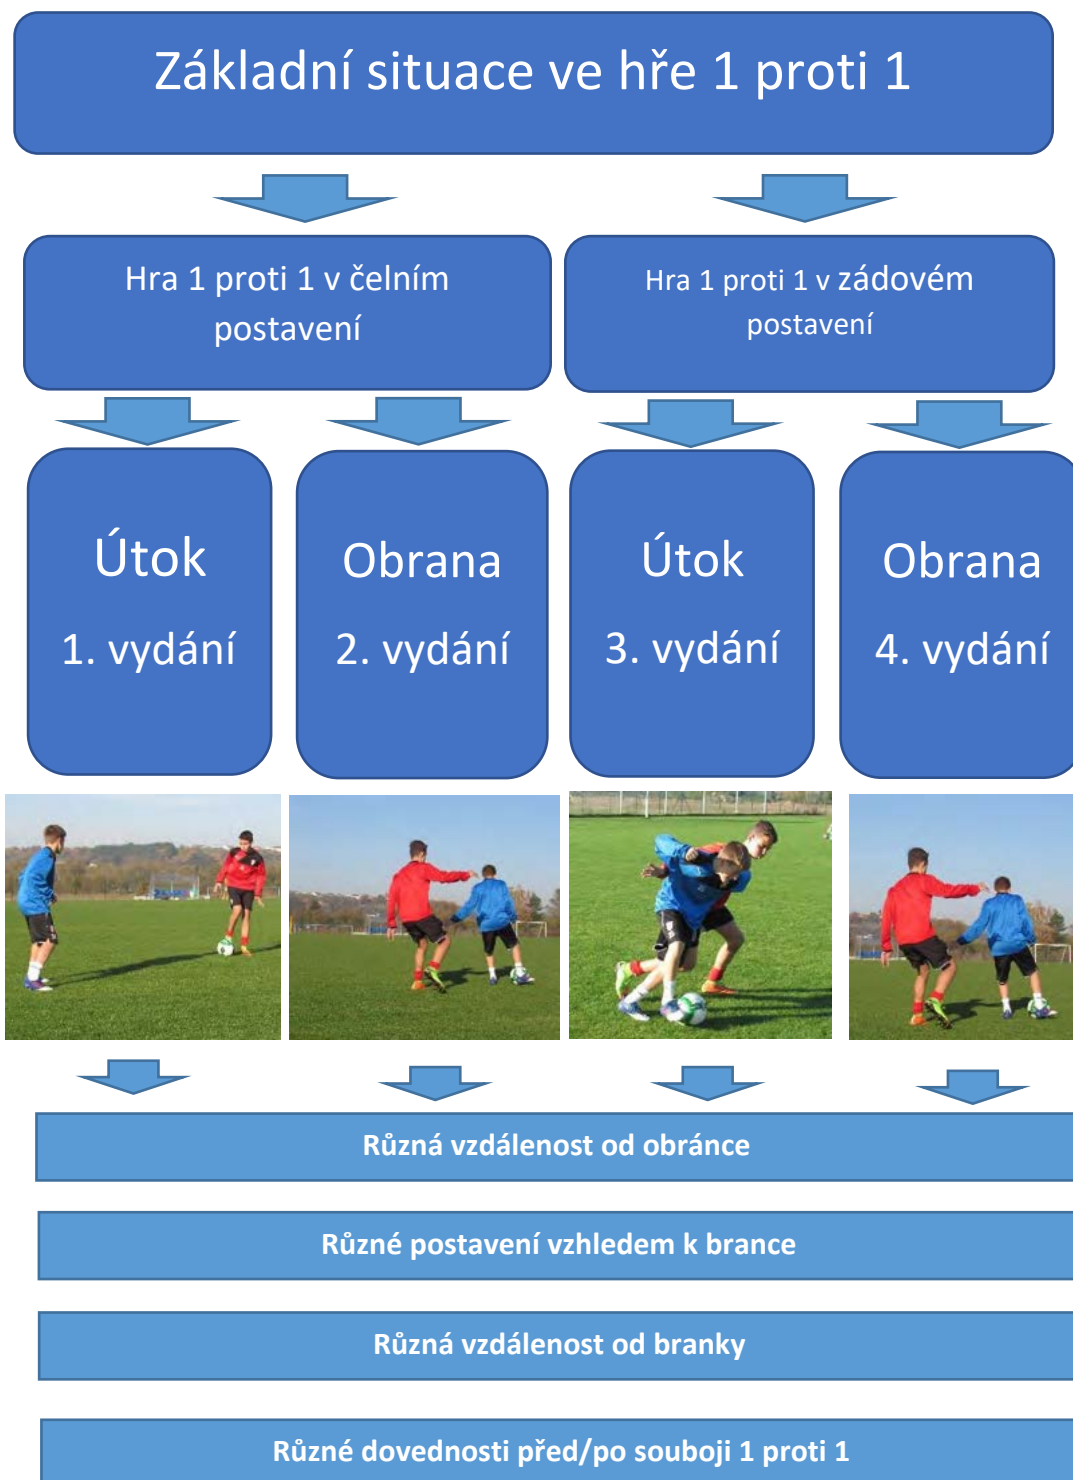 Základní situace ve hře 1 proti 1
Hra 1 proti 1 v čelním
postavení
Hra 1 proti 1 v zádovém
postavení
Útok
1. vydání
Obrana
2. vydání
Útok
3. vydání
Obrana
4. vydání
Různá vzdálenost od obránce
Různé postavení vzhledem k brance
Různá vzdálenost od branky
Různé dovednosti před/po souboji 1 proti 1